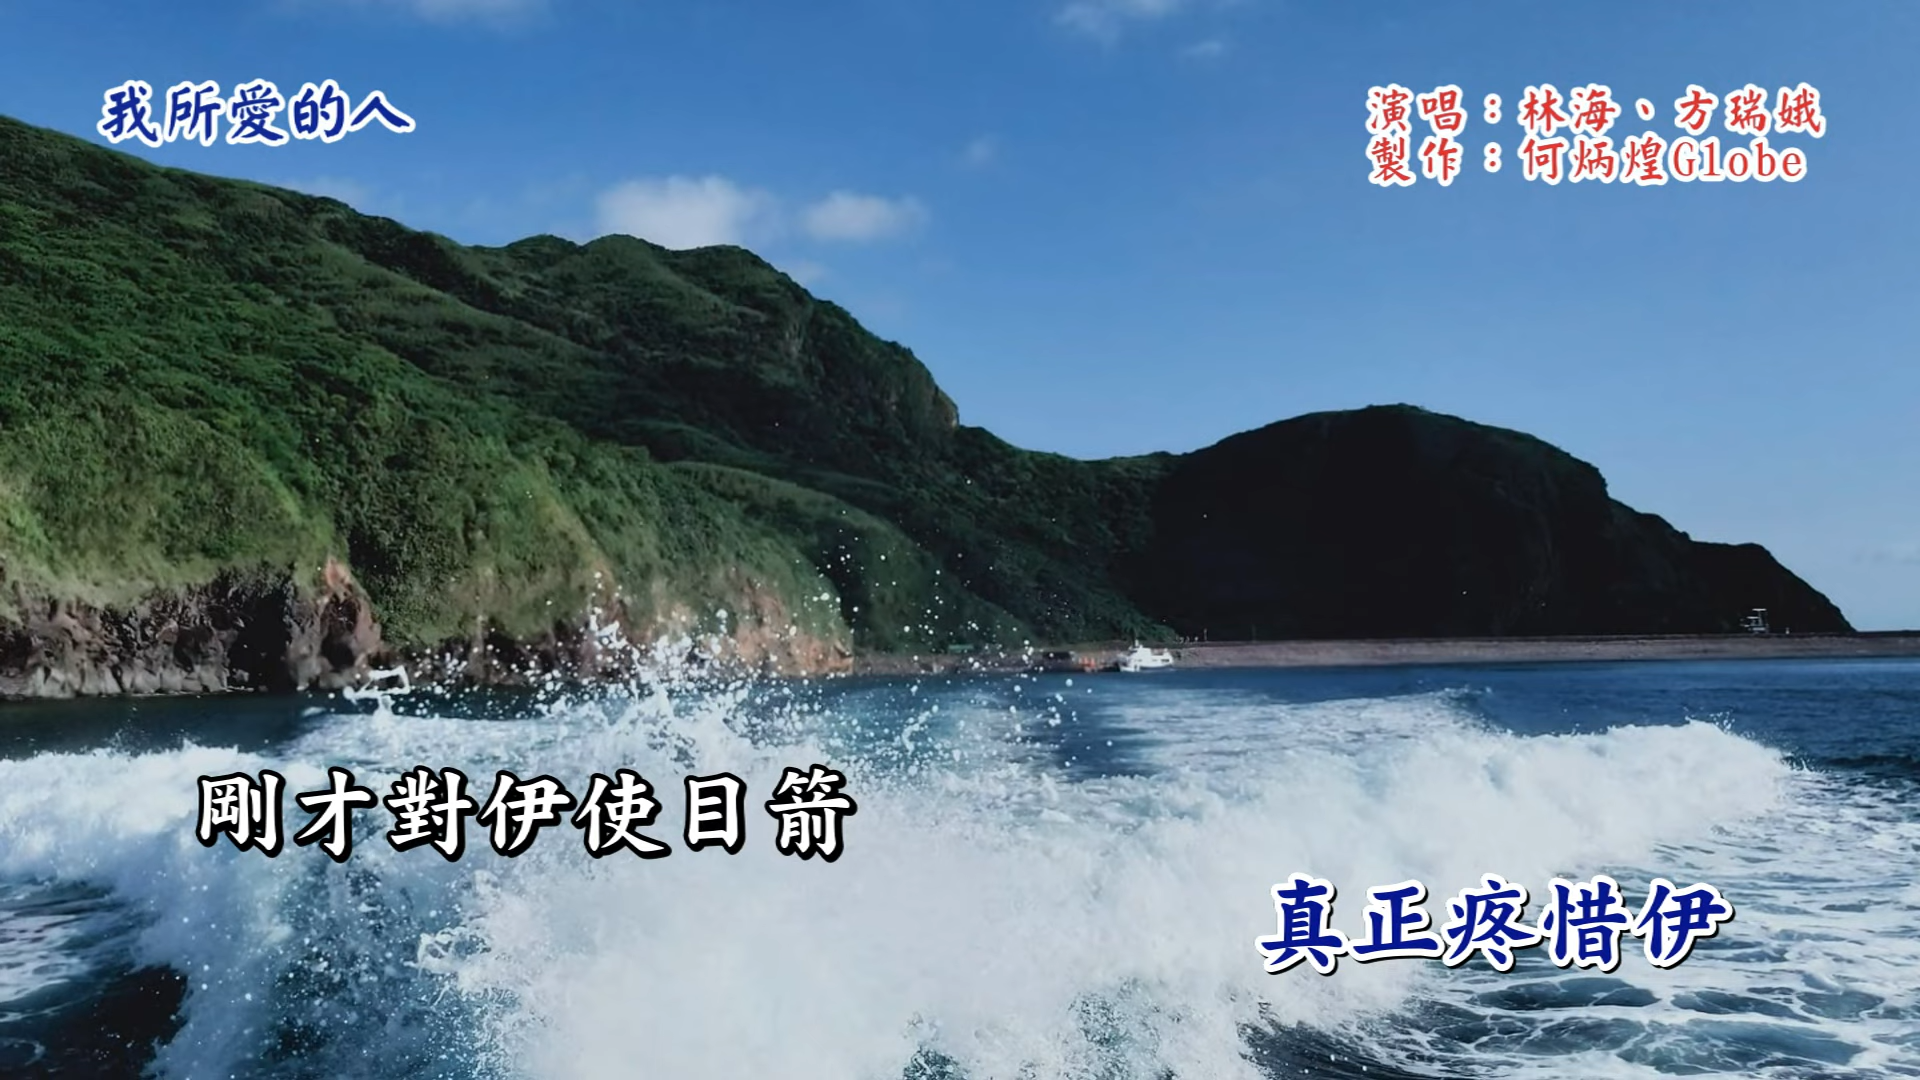 我所愛的人
演唱：林海、方瑞娥
製作：何炳煌Globe
剛才對伊使目箭
真正疼惜伊